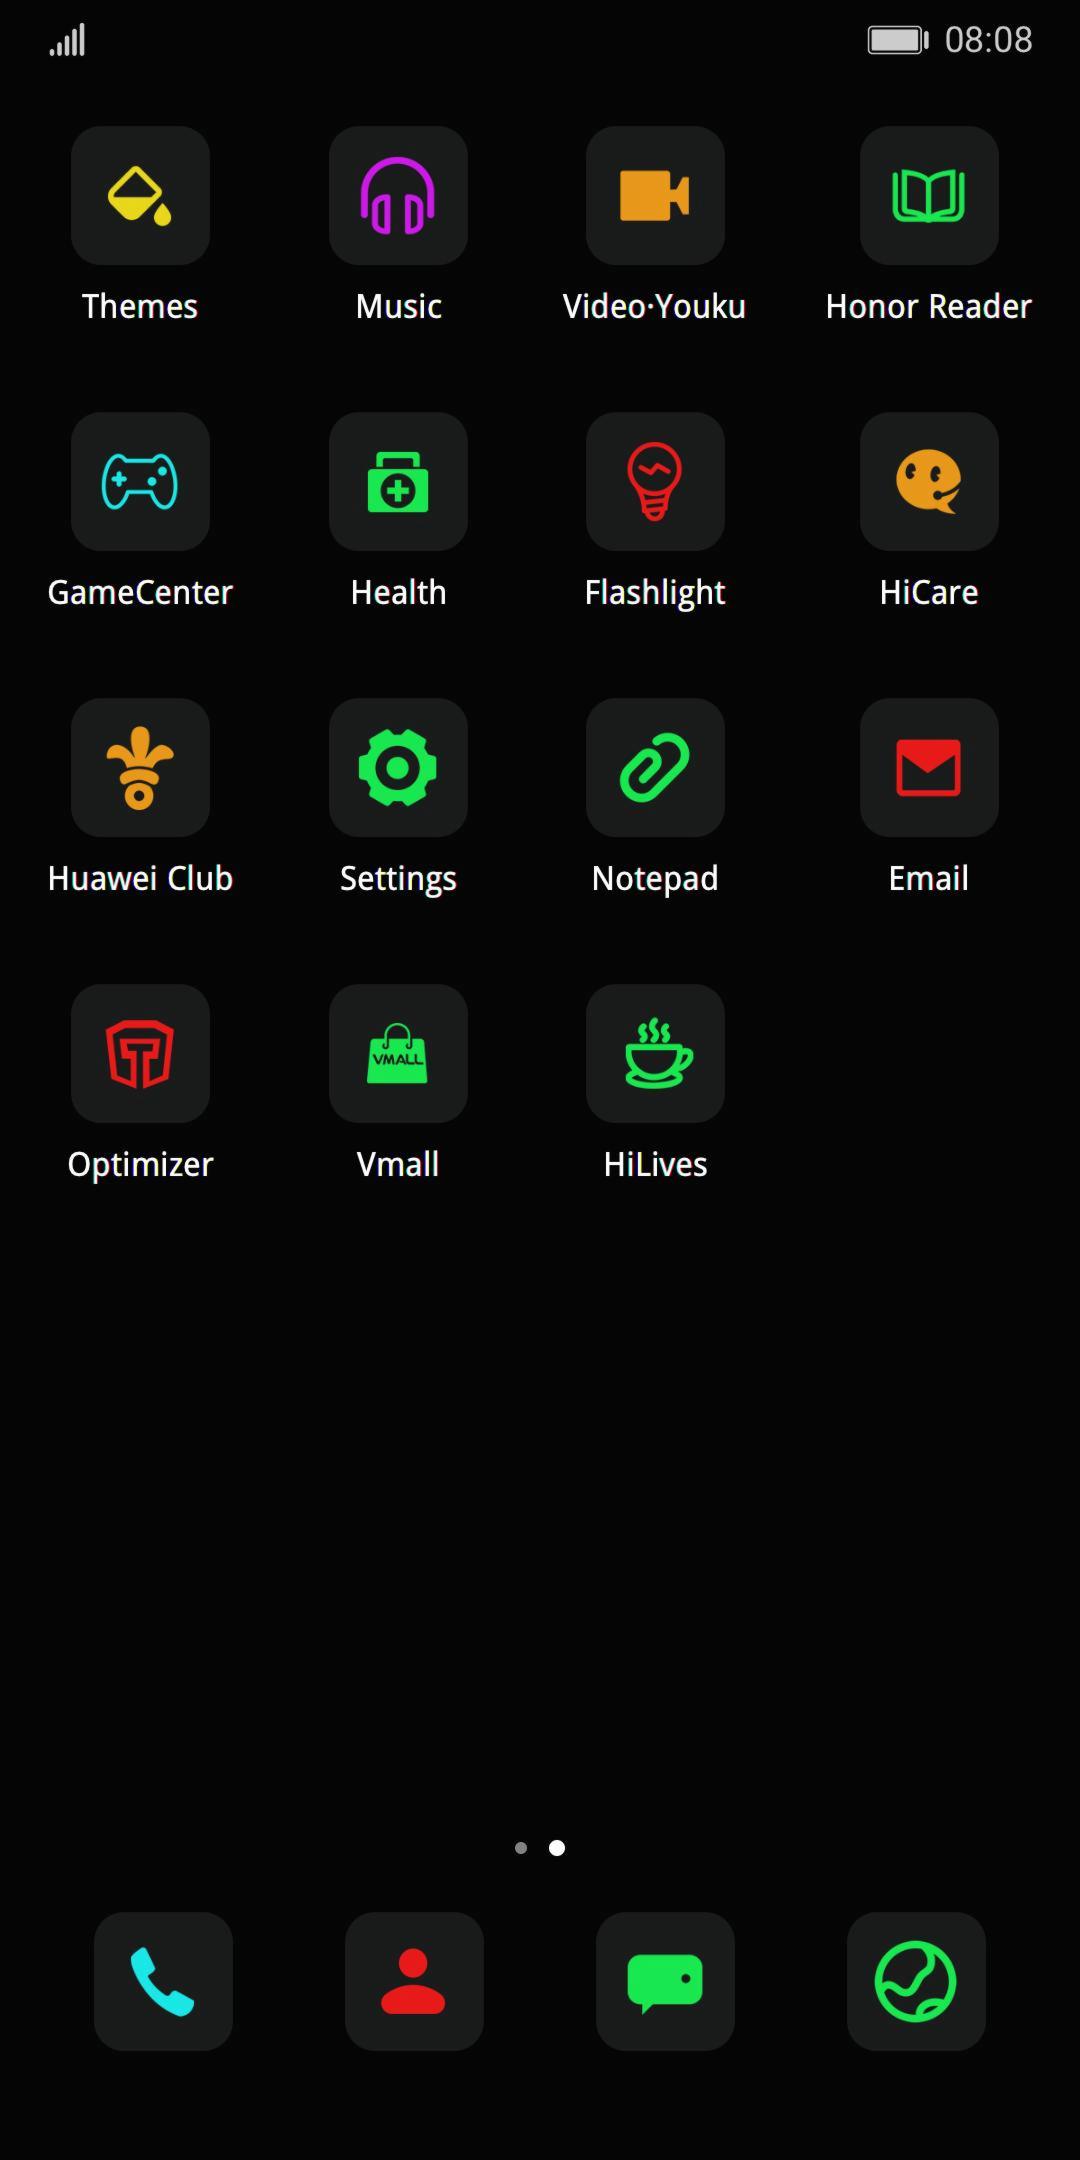 08:08
Themes Music Video·Youku Honor Reader
GameCenter Health Flashlight HiCare
Huawei Club Settings Notepad Email
VMALL
Optimizer Vmall HiLives